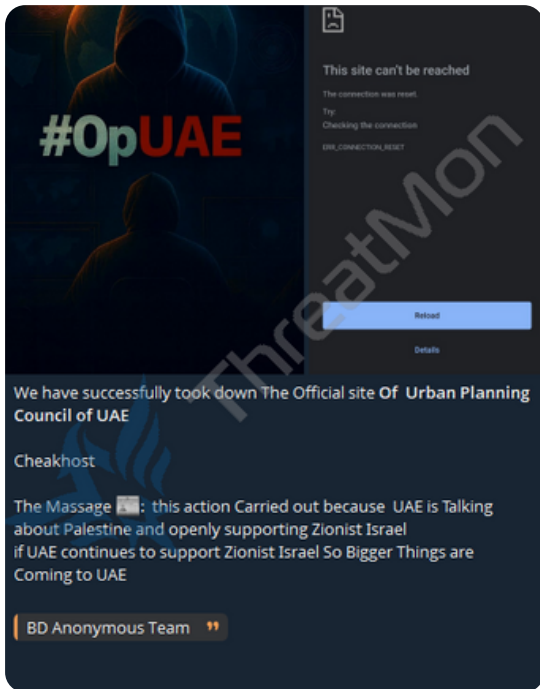 #OpUAE
This site can't be reached
The connection was reset.
Try:
Checking the connection
ERR_CONNECTION_RESET
Reload
Details
ThreatMon
We have successfully took down The Official site Of Urban Planning
Council of UAE
Cheakhost
The Massage 📰: this action Carried out because UAE is Talking
about Palestine and openly supporting Zionist Israel
if UAE continues to support Zionist Israel So Bigger Things are
Coming to UAE
BD Anonymous Team